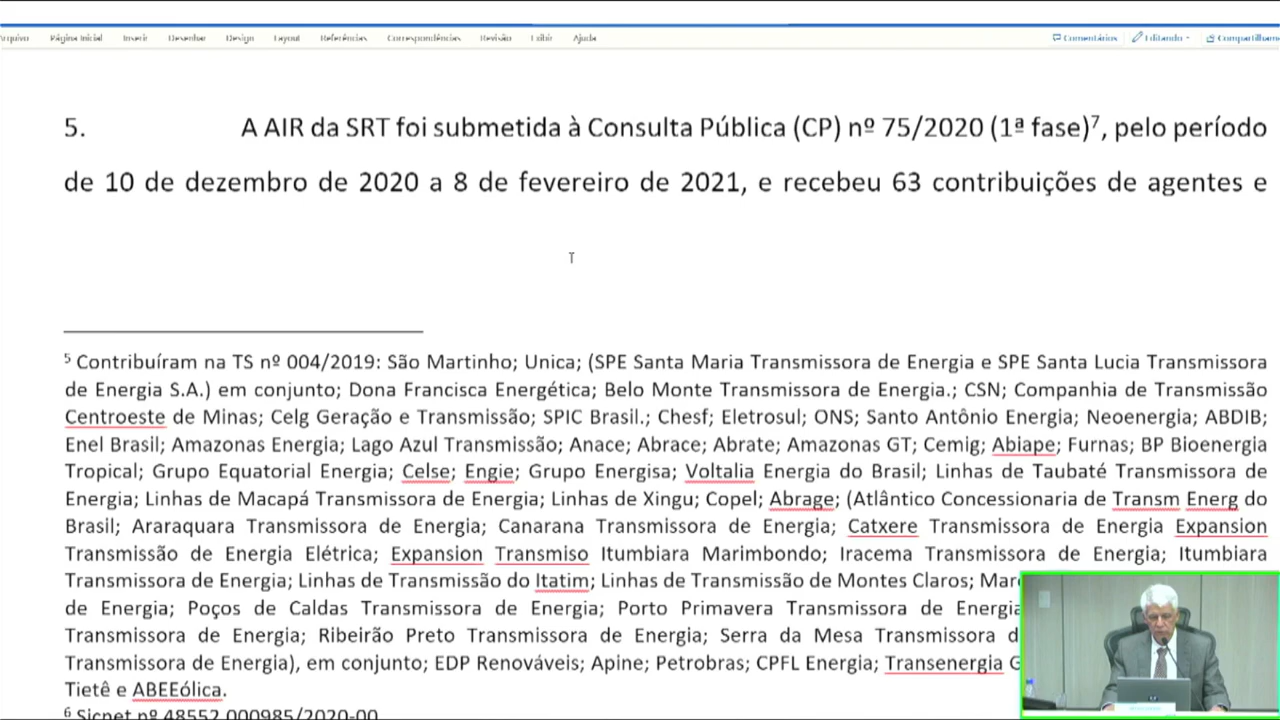 Arquivo Página Inicial Inserir Desenhar Design Layout Referências Correspondências Revisão Exibir Ajuda Comentários Editando Compartilham
5. A AIR da SRT foi submetida à Consulta Pública (CP) nº 75/2020 (1ª fase)⁷, pelo período
de 10 de dezembro de 2020 a 8 de fevereiro de 2021, e recebeu 63 contribuições de agentes e
⁵ Contribuíram na TS nº 004/2019: São Martinho; Unica; (SPE Santa Maria Transmissora de Energia e SPE Santa Lucia Transmissora
de Energia S.A.) em conjunto; Dona Francisca Energética; Belo Monte Transmissora de Energia.; CSN; Companhia de Transmissão
Centroeste de Minas; Celg Geração e Transmissão; SPIC Brasil.; Chesf; Eletrosul; ONS; Santo Antônio Energia; Neoenergia; ABDIB;
Enel Brasil; Amazonas Energia; Lago Azul Transmissão; Anace; Abrace; Abrate; Amazonas GT; Cemig; Abiape; Furnas; BP Bioenergia
Tropical; Grupo Equatorial Energia; Celse; Engie; Grupo Energisa; Voltalia Energia do Brasil; Linhas de Taubaté Transmissora de
Energia; Linhas de Macapá Transmissora de Energia; Linhas de Xingu; Copel; Abrage; (Atlântico Concessionaria de Transm Energ do
Brasil; Araraquara Transmissora de Energia; Canarana Transmissora de Energia; Catxere Transmissora de Energia Expansion
Transmissão de Energia Elétrica; Expansion Transmiso Itumbiara Marimbondo; Iracema Transmissora de Energia; Itumbiara
Transmissora de Energia; Linhas de Transmissão do Itatim; Linhas de Transmissão de Montes Claros;
de Energia; Poços de Caldas Transmissora de Energia; Porto Primavera Transmissora de Energia
Transmissora de Energia; Ribeirão Preto Transmissora de Energia; Serra da Mesa Transmissora
Transmissora de Energia), em conjunto; EDP Renováveis; Apine; Petrobras; CPFL Energia; Transenergia
Tietê e ABEEólica.
⁶ Sicnet nº 48552.000985/2020-00